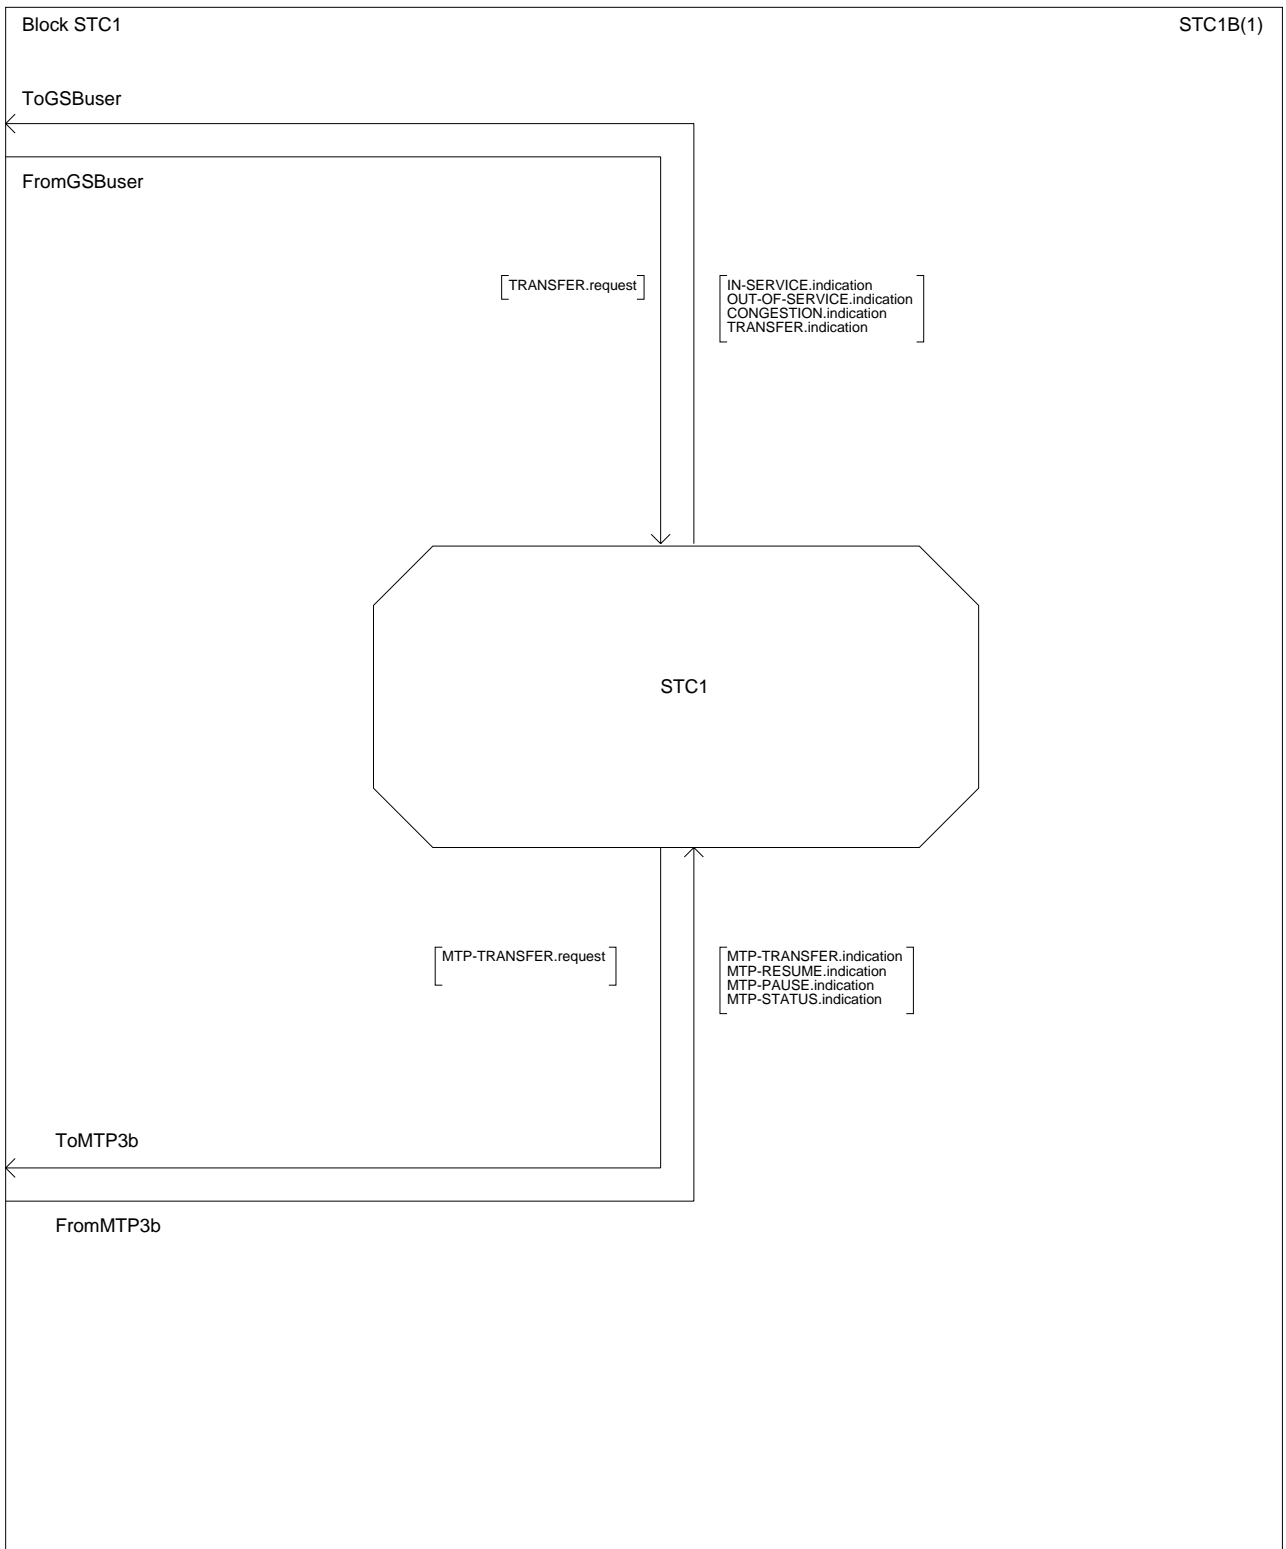 Block STC1
STC1B(1)
ToGSBuser
FromGSBuser
TRANSFER.request
IN-SERVICE.indication
OUT-OF-SERVICE.indication
CONGESTION.indication
TRANSFER.indication
STC1
MTP-TRANSFER.request
MTP-TRANSFER.indication
MTP-RESUME.indication
MTP-PAUSE.indication
MTP-STATUS.indication
ToMTP3b
FromMTP3b